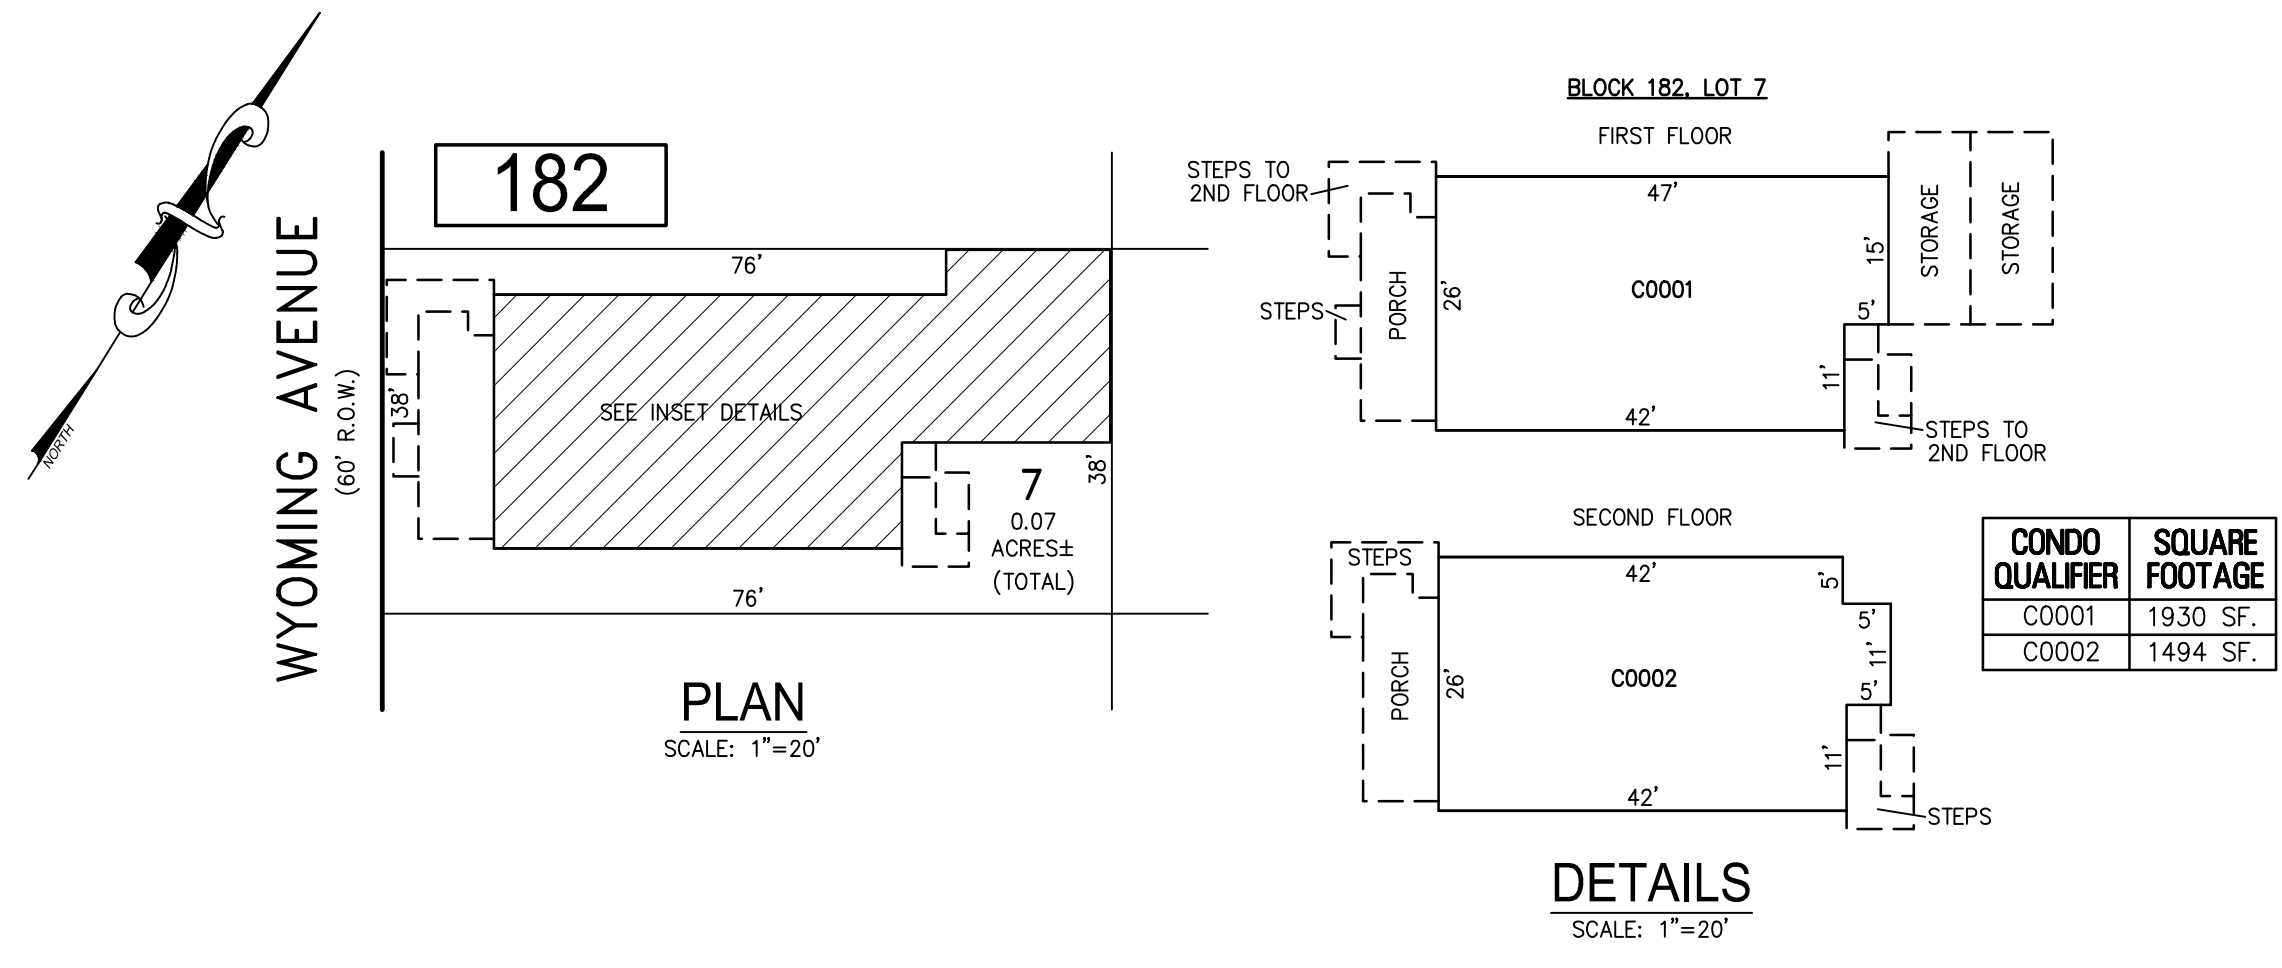 NORTH
WYOMING AVENUE
(60' R.O.W.)
182
76'
38'
SEE INSET DETAILS
38'
7
0.07
ACRES±
(TOTAL)
76'
PLAN
SCALE: 1"=20'
BLOCK 182, LOT 7
FIRST FLOOR
STEPS TO
2ND FLOOR
47'
STORAGE
STORAGE
15'
C0001
26'
PORCH
STEPS
5'
11'
42'
STEPS TO
2ND FLOOR
SECOND FLOOR
STEPS
42'
5'
5'
11'
C0002
26'
PORCH
5'
11'
42'
STEPS
DETAILS
SCALE: 1"=20'
CONDO QUALIFIER SQUARE FOOTAGE
C0001 1930 SF.
C0002 1494 SF.